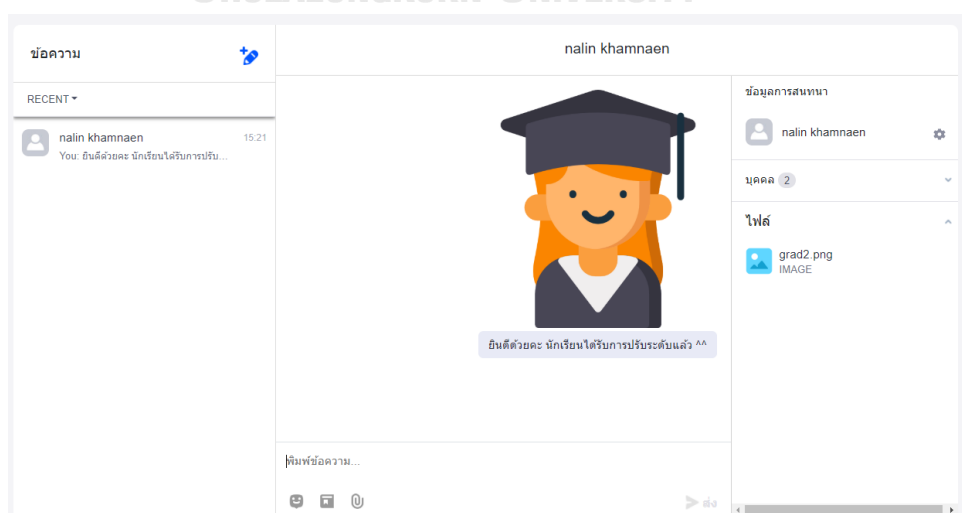 ข้อความ
nalin khamnaen
RECENT
nalin khamnaen 15:21
You: ยินดีด้วยคะ นักเรียนได้รับการปรับ...
ยินดีด้วยคะ นักเรียนได้รับการปรับระดับแล้ว ^^
พิมพ์ข้อความ...
ส่ง
ข้อมูลการสนทนา
nalin khamnaen
บุคคล 2
ไฟล์
grad2.png
IMAGE